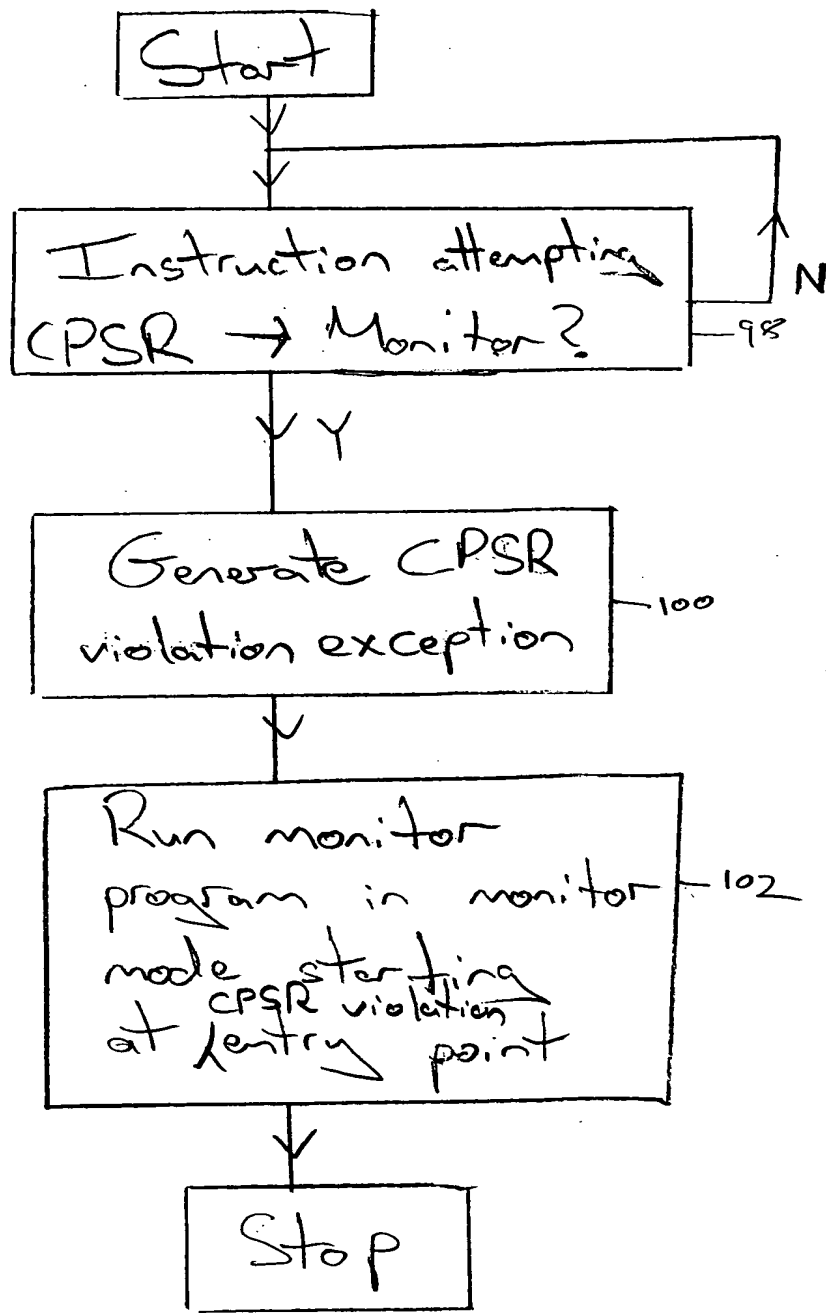 Start
Instruction attempting
CPSR → Monitor?
N
98
Y
Generate CPSR
violation exception
100
Run monitor
program in monitor
102
mode starting
CPSR violation
at entry point
Stop